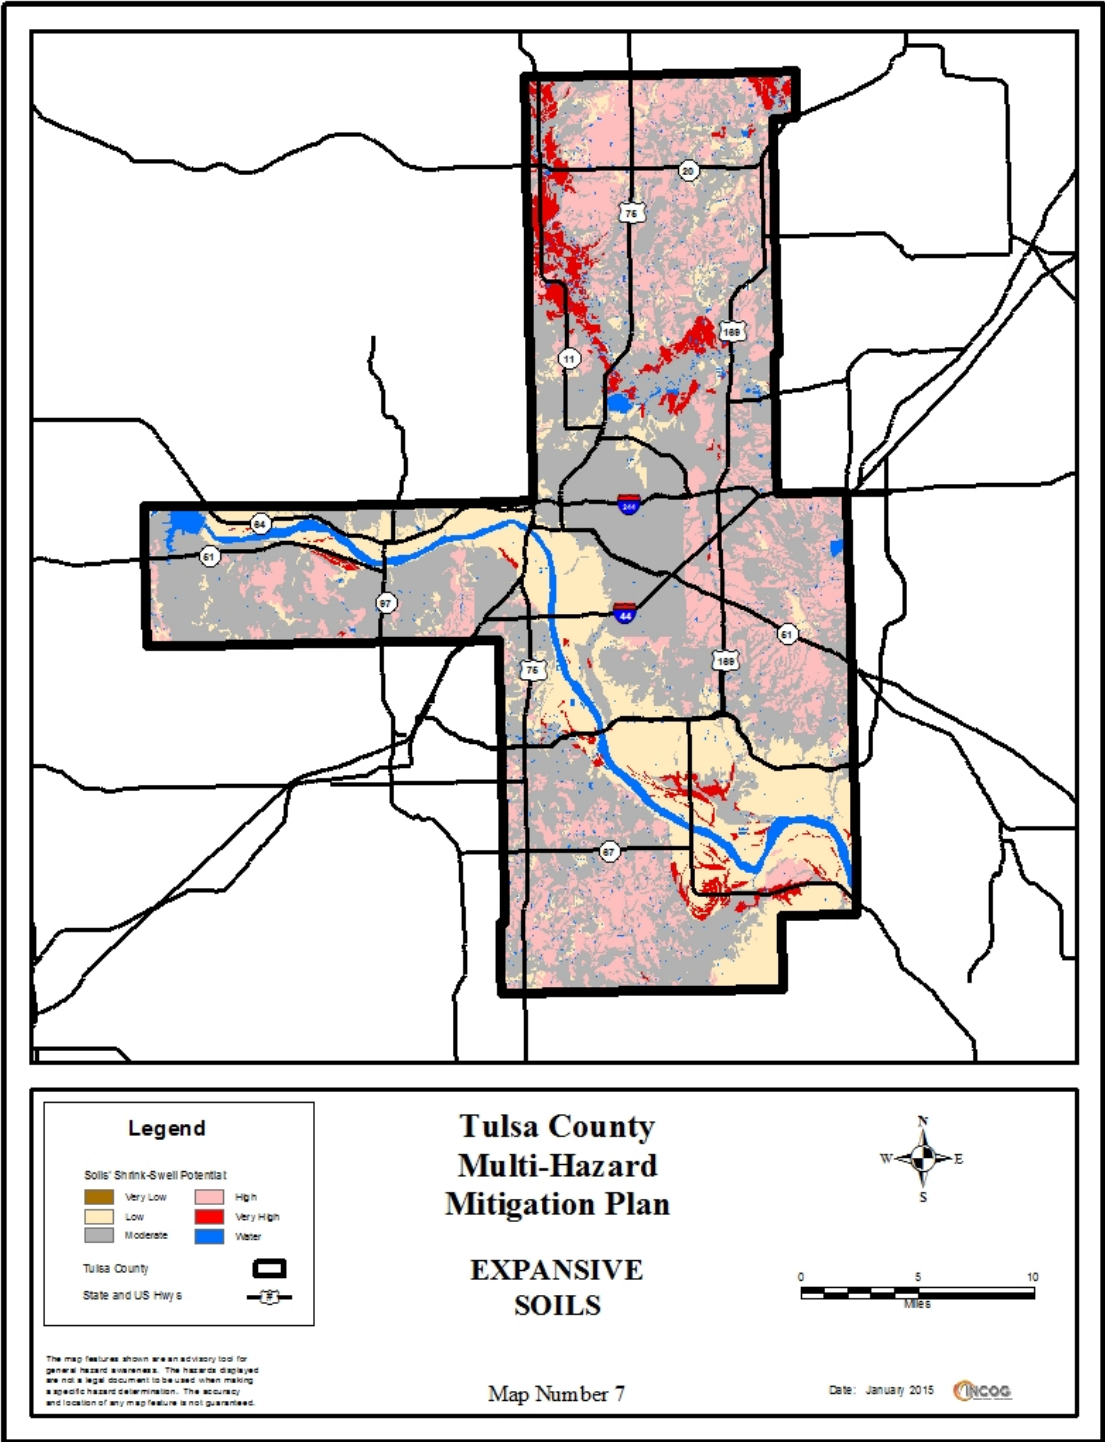 20
75
169
11
244
64
51
97
44
51
75
169
67
Legend
Soils' Shrink-Swell Potential
Very Low
High
Low
Very High
Moderate
Water
Tulsa County
State and US Hwys
#
The map features shown are an advisory tool for
general hazard awareness. The hazards displayed
are not a legal document to be used when making
a specific hazard determination. The accuracy
and location of any map feature is not guaranteed.
Tulsa County
Multi-Hazard
Mitigation Plan
EXPANSIVE
SOILS
Map Number 7
N
W E
S
0 5 10
Miles
Date: January 2015
INCOG